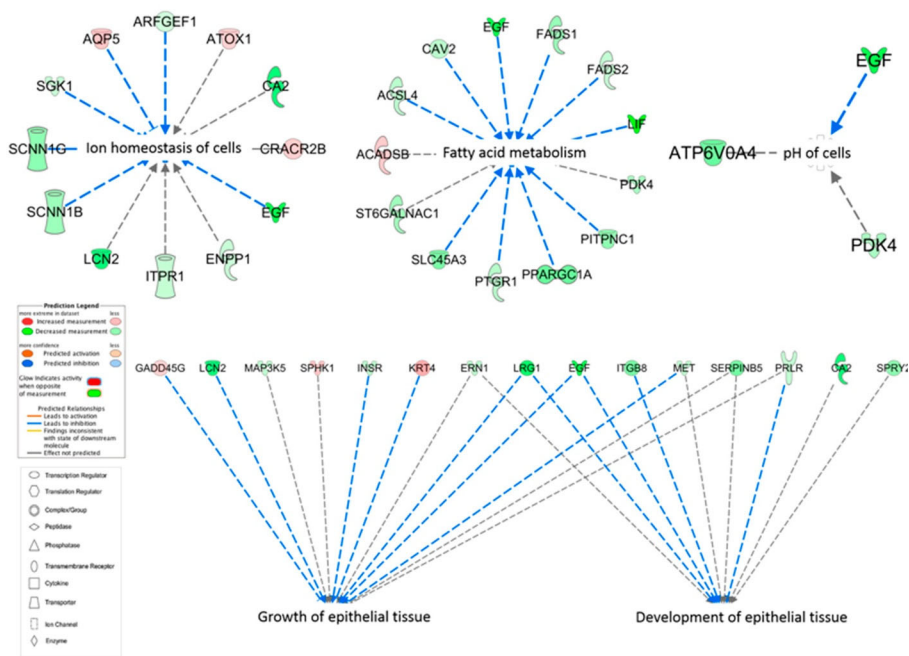 ARFGEF1
AQP5
ATOX1
SGK1
CA2
SCNN1G
Ion homeostasis of cells
CRACR2B
SCNN1B
EGF
LCN2
ITPR1
ENPP1
EGF
FADS1
CAV2
FADS2
ACSL4
LIF
ACADSB
Fatty acid metabolism
PDK4
ST6GALNAC1
PITPNC1
SLC45A3
PTGR1
PPARGC1A
EGF
ATP6V0A4
pH of cells
PDK4
Prediction Legend
more extreme in dataset less
Increased measurement
Decreased measurement
more confidence less
Predicted activation
Predicted inhibition
Glow Indicates activity
when opposite
of measurement
Predicted Relationships
Leads to activation
Leads to inhibition
Findings inconsistent
with state of downstream
molecule
Effect not predicted
Transcription Regulator
Translation Regulator
Complex/Group
Peptidase
Phosphatase
Transmembrane Receptor
Cytokine
Transporter
Ion Channel
Enzyme
GADD45G LCN2 MAP3K5 SPHK1 INSR KRT4 ERN1 LRG1 EGF ITGB8 MET SERPINB5 PRLR CA2 SPRY2
Growth of epithelial tissue
Development of epithelial tissue